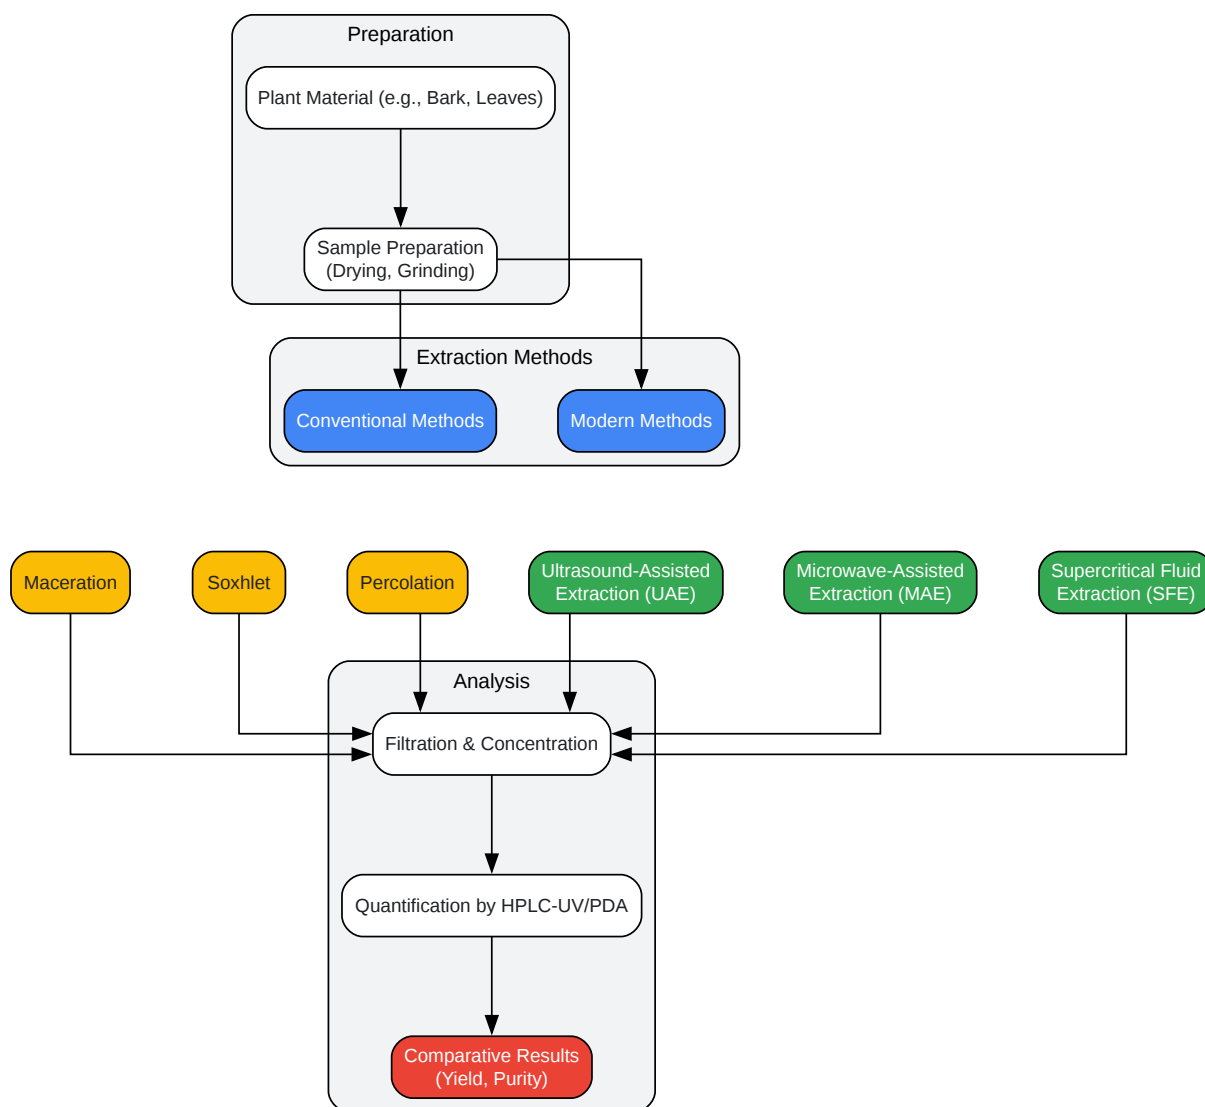 Preparation
Plant Material (e.g., Bark, Leaves)
Sample Preparation
(Drying, Grinding)
Extraction Methods
Conventional Methods
Modern Methods
Maceration
Soxhlet
Percolation
Ultrasound-Assisted
Extraction (UAE)
Microwave-Assisted
Extraction (MAE)
Supercritical Fluid
Extraction (SFE)
Analysis
Filtration & Concentration
Quantification by HPLC-UV/PDA
Comparative Results
(Yield, Purity)